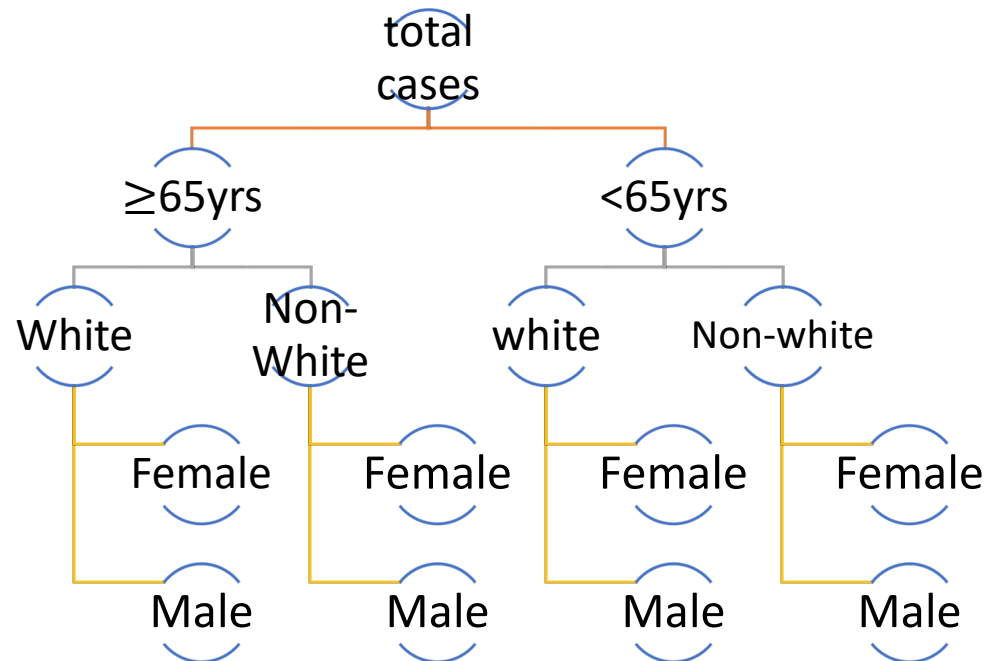 total
cases
≥65yrs
<65yrs
White
Non-
White
white
Non-white
Female
Female
Female
Female
Male
Male
Male
Male